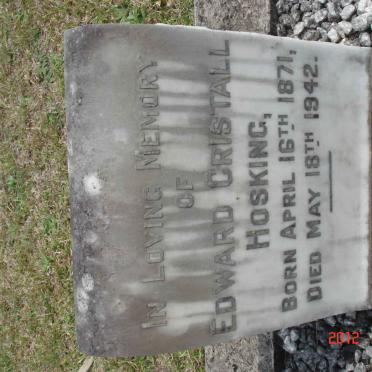 IN LOVING MEMORY
OF
EDWARD CRISTALL
HOSKING,
BORN APRIL 16TH 1871,
DIED MAY 18TH 1942.
2012